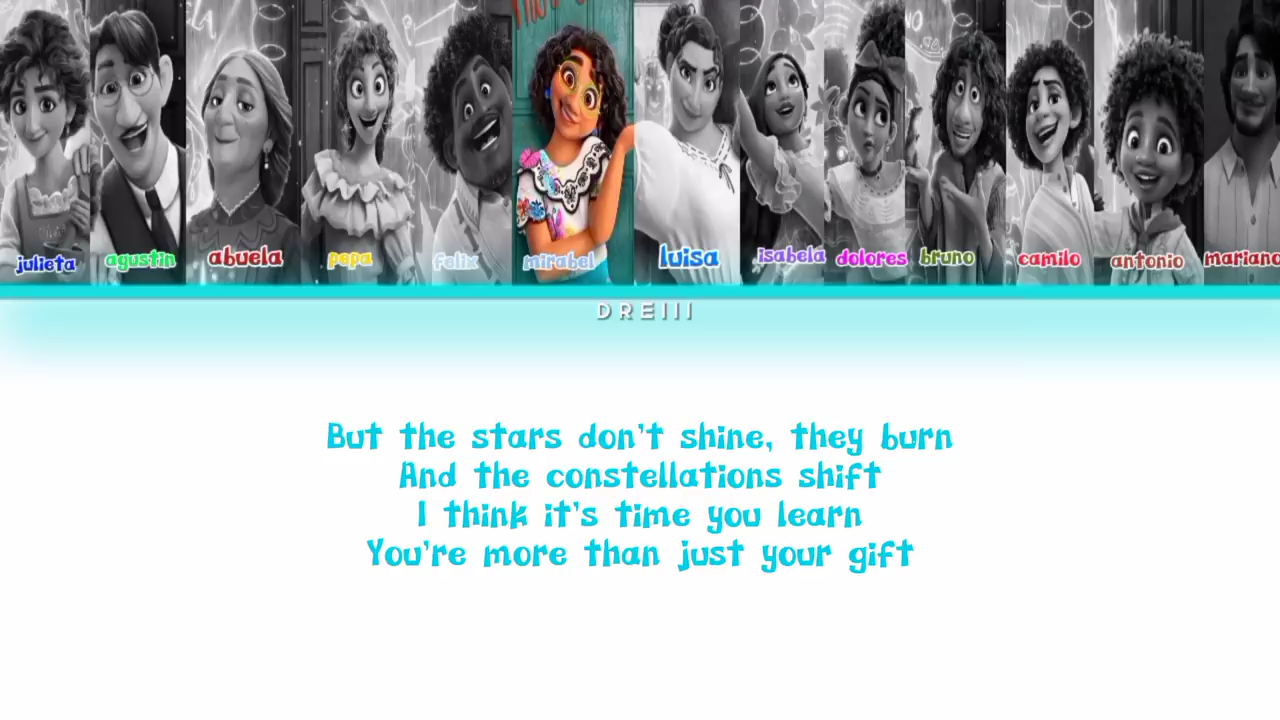 julieta agustin abuela pepa felix mirabel luisa isabela dolores bruno camilo antonio mariano
DREIII
But the stars don't shine, they burn
And the constellations shift
I think it's time you learn
You're more than just your gift